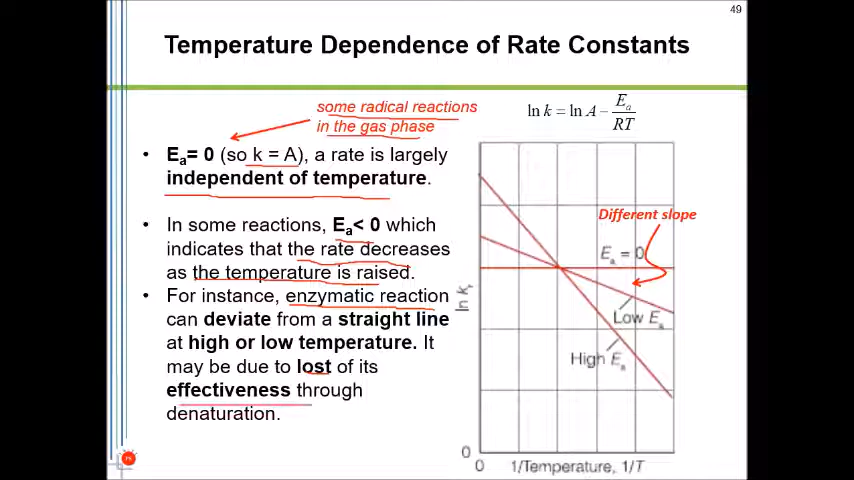 49
Temperature Dependence of Rate Constants
some radical reactions
in the gas phase
ln k = ln A − Ea/RT
• Ea= 0 (so k = A), a rate is largely
independent of temperature.
• In some reactions, Ea< 0 which
indicates that the rate decreases
as the temperature is raised.
• For instance, enzymatic reaction
can deviate from a straight line
at high or low temperature. It
may be due to lost of its
effectiveness through
denaturation.
Different slope
Ea = 0
Low Ea
High Ea
ln kr
0
0
1/Temperature, 1/T